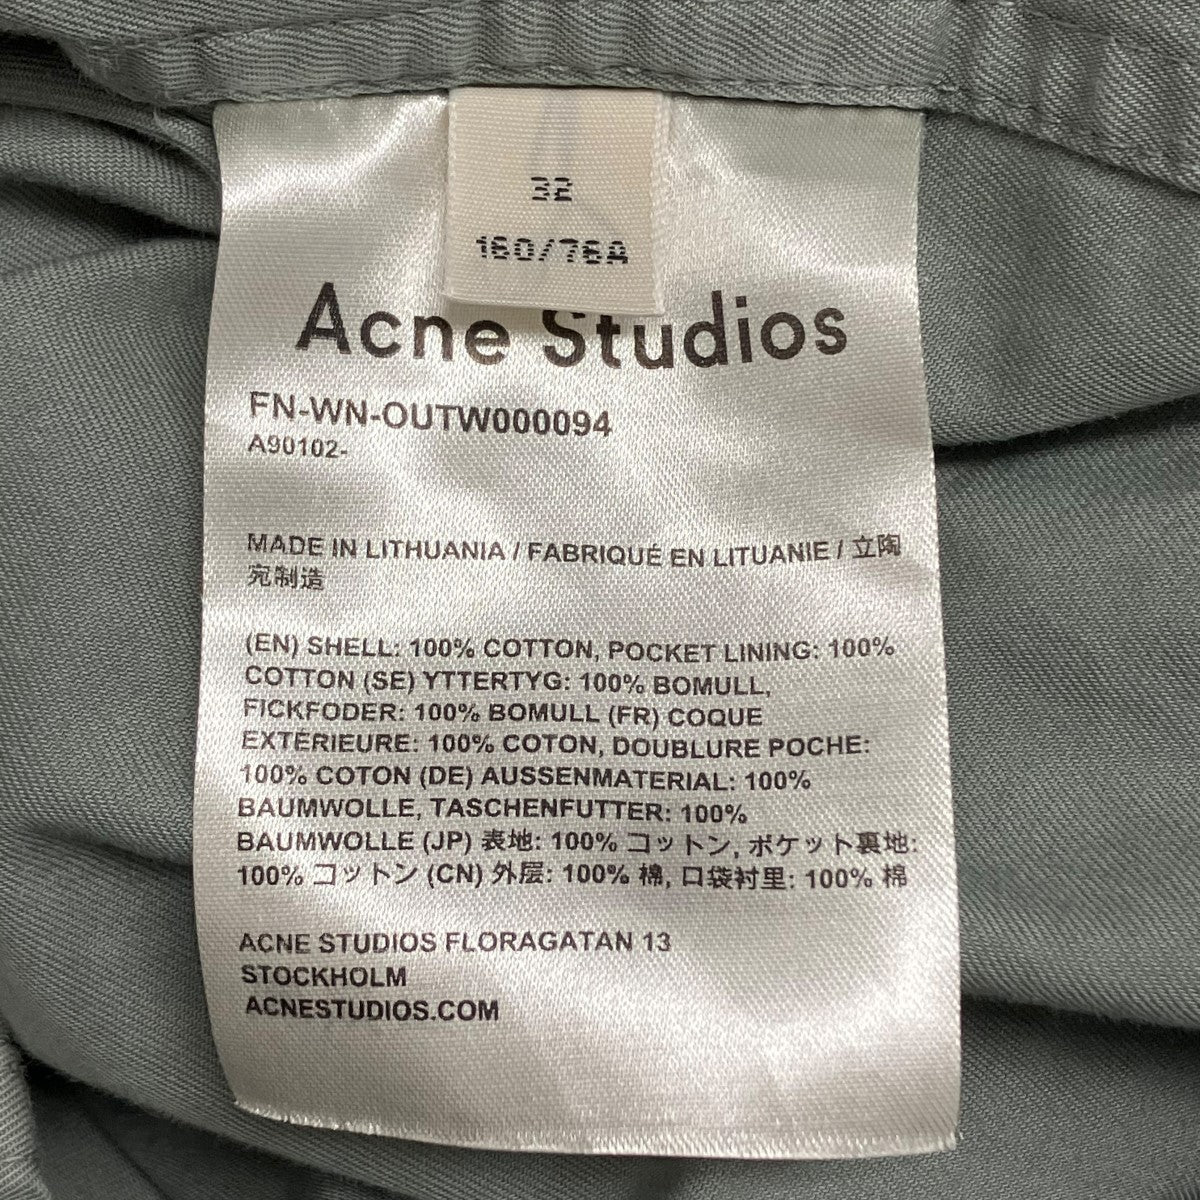 32
160/76A
Acne Studios
FN-WN-OUTW000094
A90102-
MADE IN LITHUANIA / FABRIQUÉ EN LITUANIE / 立陶
宛制造
(EN) SHELL: 100% COTTON, POCKET LINING: 100%
COTTON (SE) YTTERTYG: 100% BOMULL,
FICKFODER: 100% BOMULL (FR) COQUE
EXTÉRIEURE: 100% COTON, DOUBLURE POCHE:
100% COTON (DE) AUSSENMATERIAL: 100%
BAUMWOLLE, TASCHENFUTTER: 100%
BAUMWOLLE (JP) 表地: 100% コットン, ポケット裏地:
100% コットン (CN) 外层: 100% 棉, 口袋衬里: 100% 棉
ACNE STUDIOS FLORAGATAN 13
STOCKHOLM
ACNESTUDIOS.COM